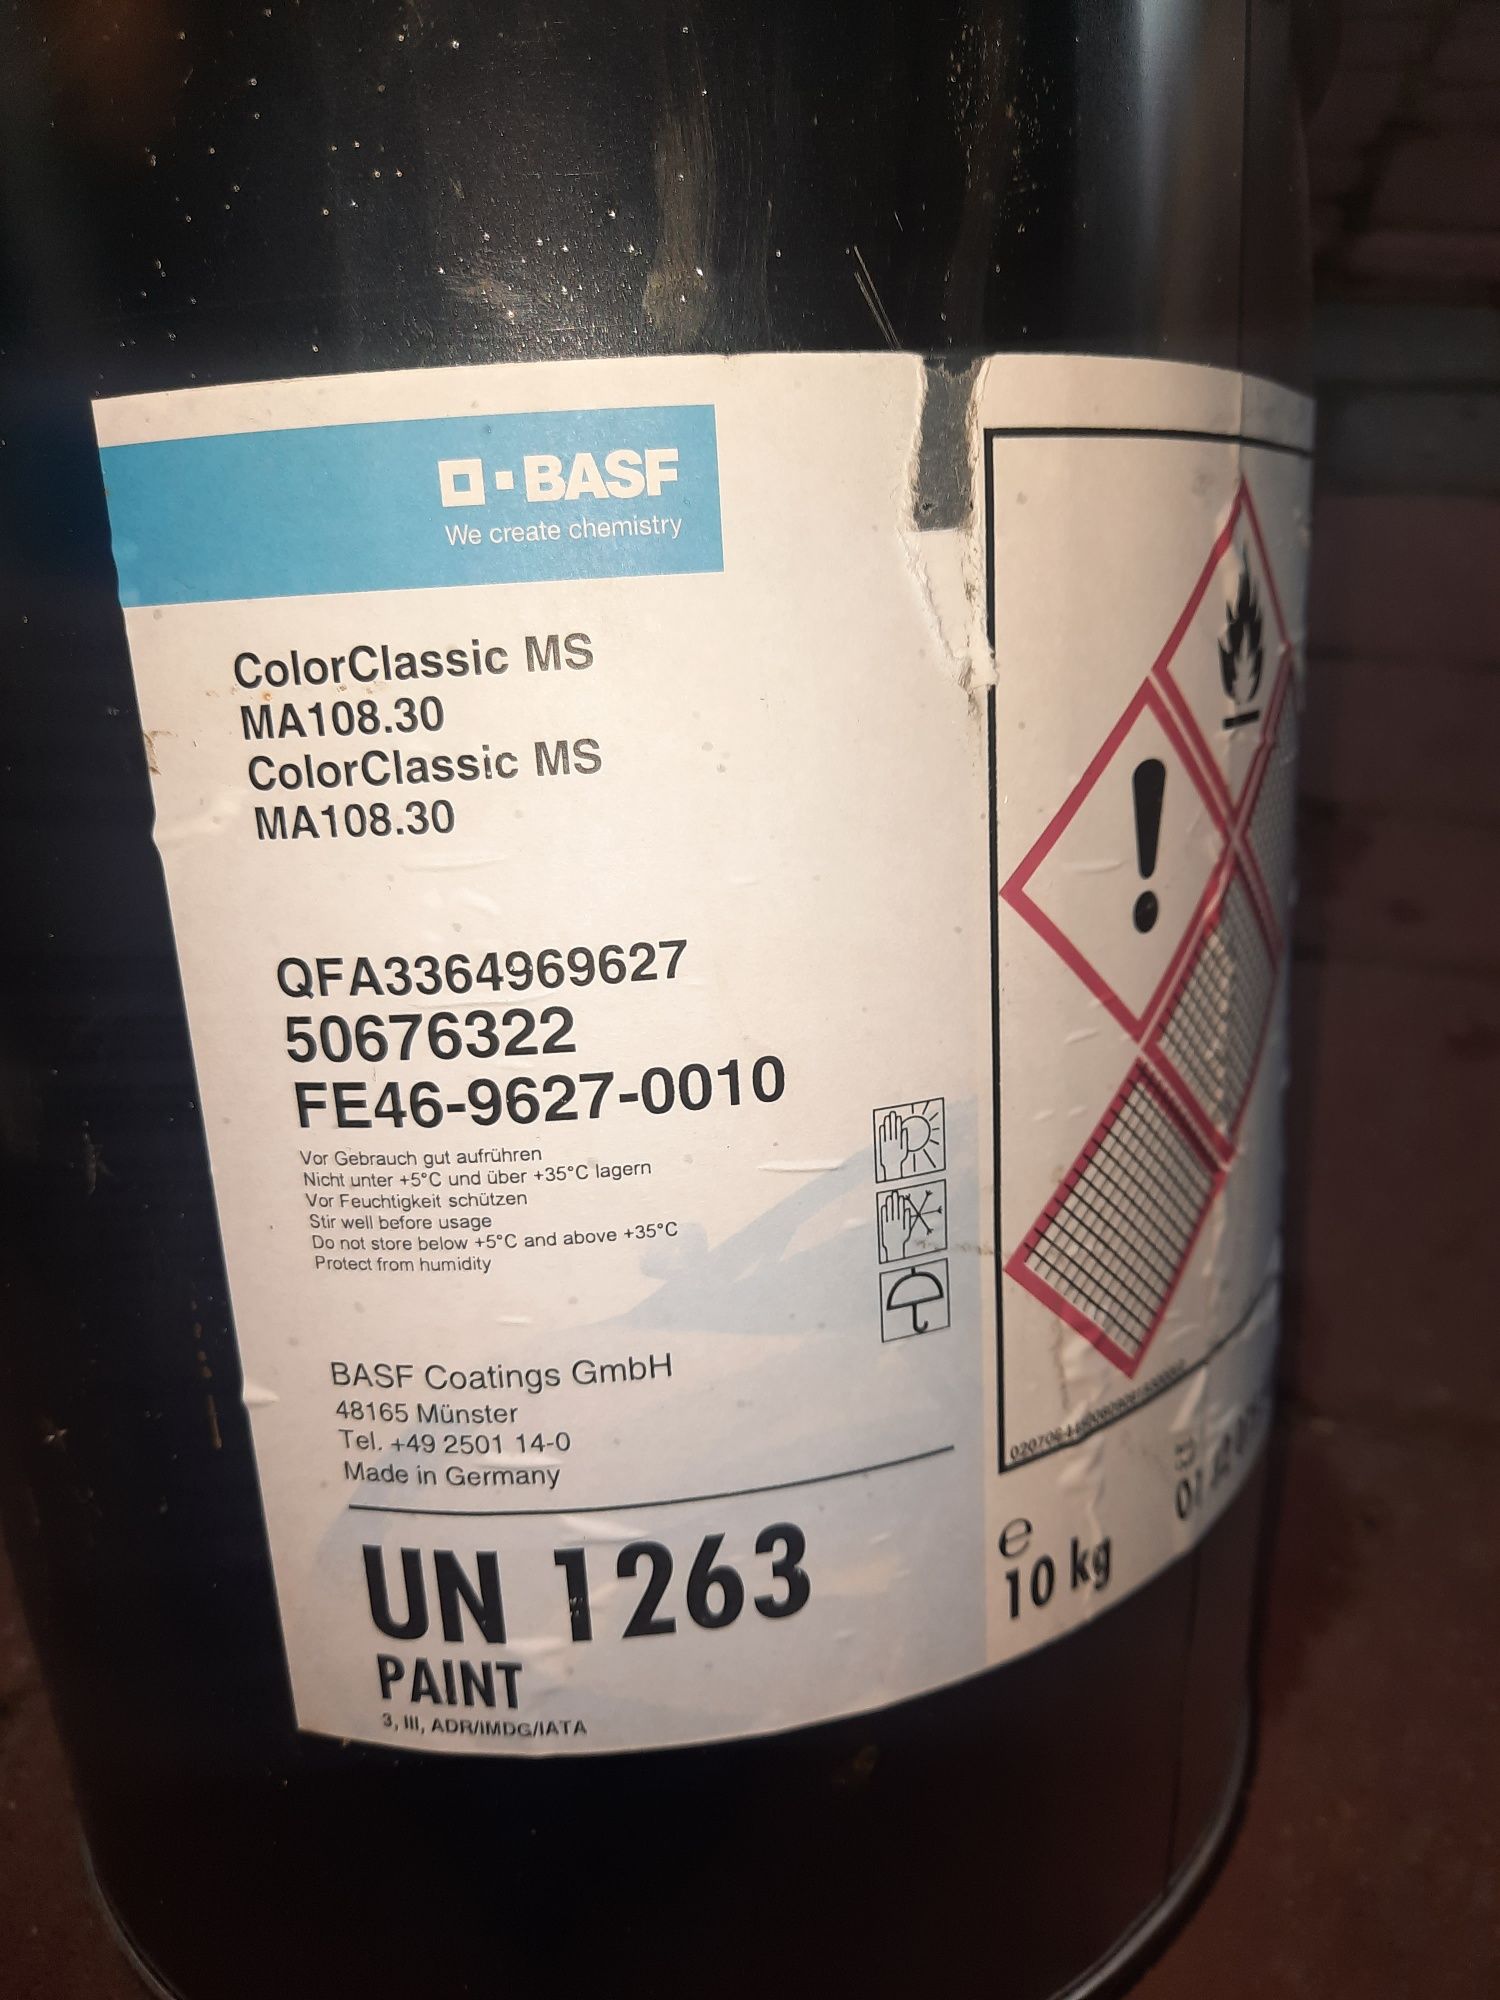 BASF
We create chemistry
ColorClassic MS
MA108.30
ColorClassic MS
MA108.30
QFA3364969627
50676322
FE46-9627-0010
Vor Gebrauch gut aufrühren
Nicht unter +5°C und über +35°C lagern
Vor Feuchtigkeit schützen
Stir well before usage
Do not store below +5°C and above +35°C
Protect from humidity
BASF Coatings GmbH
48165 Münster
Tel. +49 2501 14-0
Made in Germany
UN 1263
PAINT
3, III, ADR/IMDG/IATA
e
10 kg